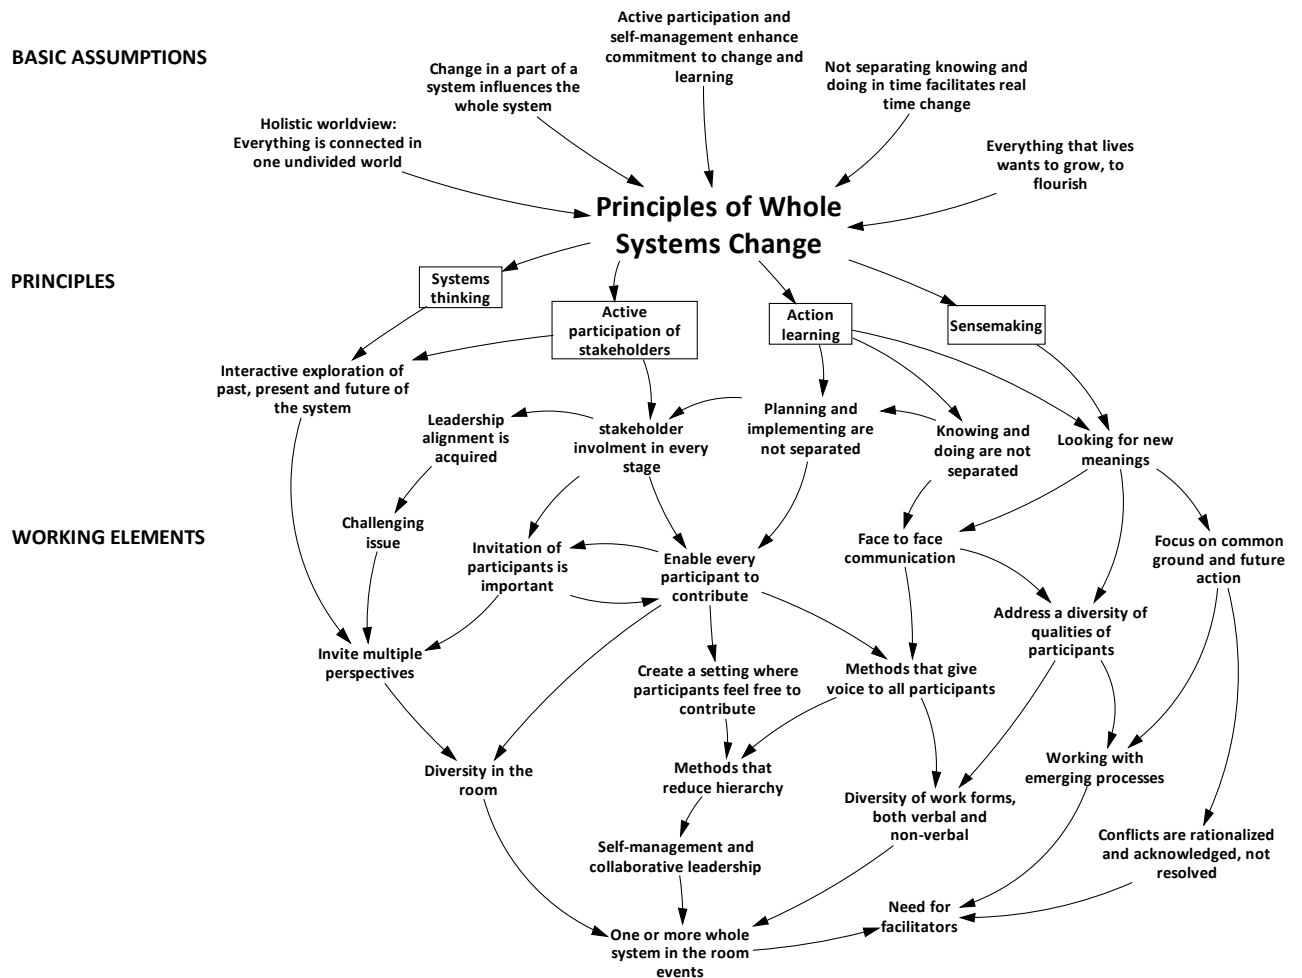 BASIC ASSUMPTIONS
Active participation and
self-management enhance
commitment to change and
learning
Change in a part of a
system influences the
whole system
Not separating knowing and
doing in time facilitates real
time change
Holistic worldview:
Everything is connected in
one undivided world
Everything that lives
wants to grow, to
flourish
Principles of Whole
Systems Change
PRINCIPLES
Systems
thinking
Active
participation of
stakeholders
Action
learning
Sensemaking
Interactive exploration of
past, present and future of
the system
Leadership
alignment is
acquired
stakeholder
involment in every
stage
Planning and
implementing are
not separated
Knowing and
doing are not
separated
Looking for new
meanings
WORKING ELEMENTS
Challenging
issue
Invitation of
participants is
important
Enable every
participant to
contribute
Face to face
communication
Focus on common
ground and future
action
Address a diversity of
qualities of
participants
Invite multiple
perspectives
Create a setting where
participants feel free to
contribute
Methods that give
voice to all participants
Diversity in the
room
Methods that
reduce hierarchy
Working with
emerging processes
Diversity of work forms,
both verbal and
non-verbal
Conflicts are rationalized
and acknowledged, not
resolved
Self-management and
collaborative leadership
Need for
facilitators
One or more whole
system in the room
events